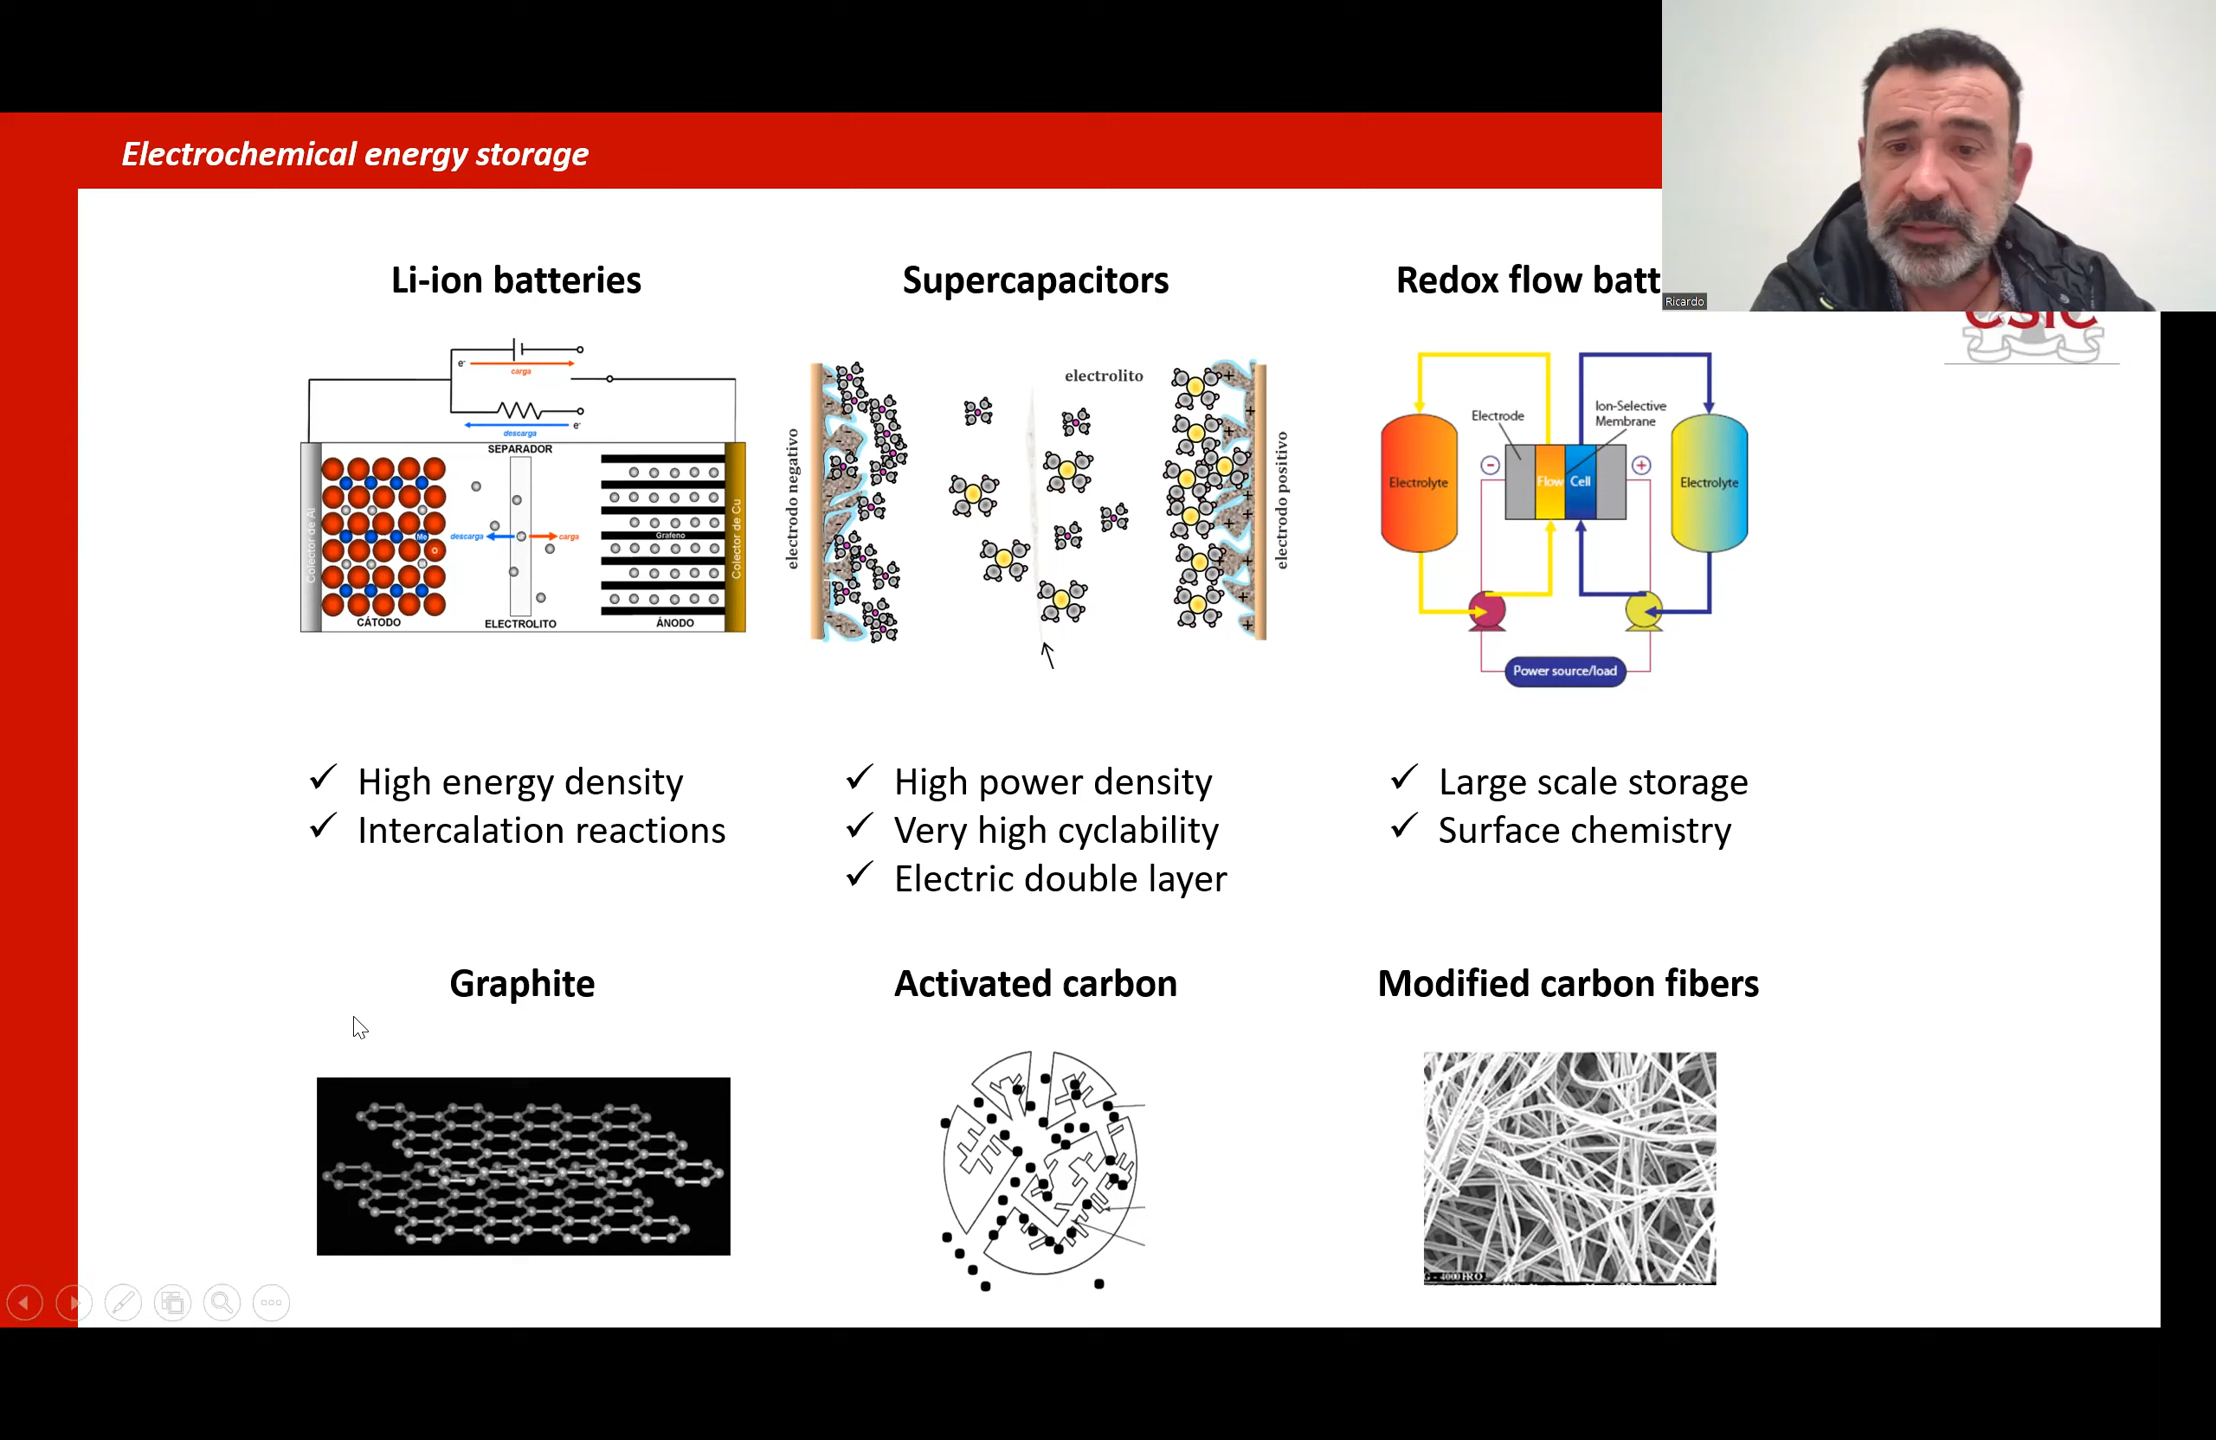 Electrochemical energy storage
Ricardo
CSIC
Li-ion batteries
e-
carga
descarga
e-
SEPARADOR
Colector de Al
Me
O
descarga
carga
Grafeno
Colector de Cu
CÁTODO
ELECTROLITO
ÁNODO
High energy density
Intercalation reactions
Graphite
Supercapacitors
electrolito
electrodo negativo
electrodo positivo
High power density
Very high cyclability
Electric double layer
Activated carbon
Redox flow batt
Electrode
Ion-Selective
Membrane
Electrolyte
Flow
Cell
Electrolyte
Power source/load
Large scale storage
Surface chemistry
Modified carbon fibers